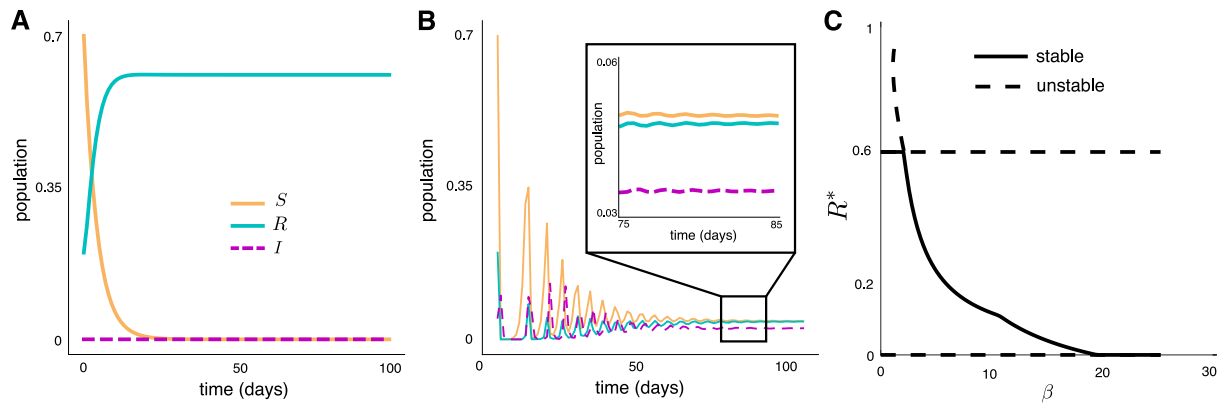 A
0.7
0.35
0
population
S
R
I
50
100
time (days)
B
0.7
0.35
0
population
0.06
0.03
population
75
85
time (days)
50
100
time (days)
C
1
0.6
0.2
0
R*
stable
unstable
0
10
20
30
β